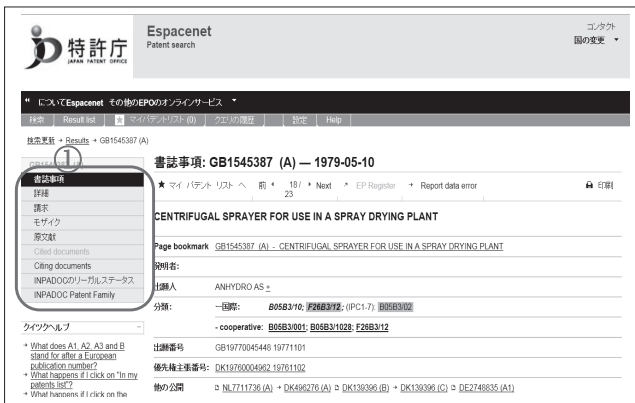 特許庁
JAPAN PATENT OFFICE
Espacenet
Patent search
コンタクト
国の変更
についてEspacenet その他のEPOのオンラインサービス
検索 Result list ★ マイパテントリスト (0) クエリの履歴 設定 Help
検索更新 → Results → GB1545387 (A)
①
GB1545387 (A)
書誌事項
詳細
請求
モザイク
原文献
Cited documents
Citing documents
INPADOCのリーガルステータス
INPADOC Patent Family
クイックヘルプ
→ What does A1, A2, A3 and B
stand for after a European
publication number?
→ What happens if I click on "In my
patents list"?
→ What happens if I click on the
書誌事項: GB1545387 (A) ― 1979-05-10
★ マイ パテント リスト へ 前 18 / 23 Next EP Register → Report data error 印刷
CENTRIFUGAL SPRAYER FOR USE IN A SPRAY DRYING PLANT
Page bookmark GB1545387 (A) - CENTRIFUGAL SPRAYER FOR USE IN A SPRAY DRYING PLANT
発明者:
出願人 ANHYDRO AS ±
分類: 一国際: B05B3/10; F26B3/12; (IPC1-7): B05B3/02
- cooperative: B05B3/001; B05B3/1028; F26B3/12
出願番号 GB19770045448 19771101
優先権主張番号: DK19760004962 19761102
他の公開 NL7711736 (A) → DK496276 (A) DK139396 (B) → DK139396 (C) DE2748835 (A1)